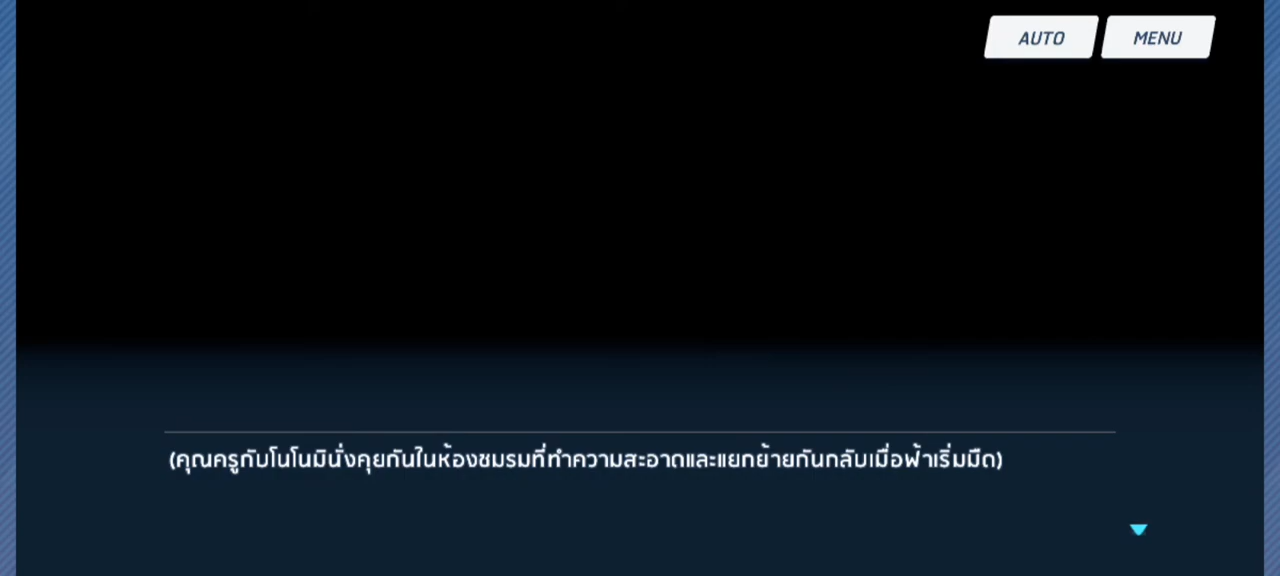 AUTO
MENU
(คุณครูกับโนโนมินั่งคุยกันในห้องชมรมที่ทำความสะอาดและแยกย้ายกันกลับเมื่อฟ้าเริ่มมืด)